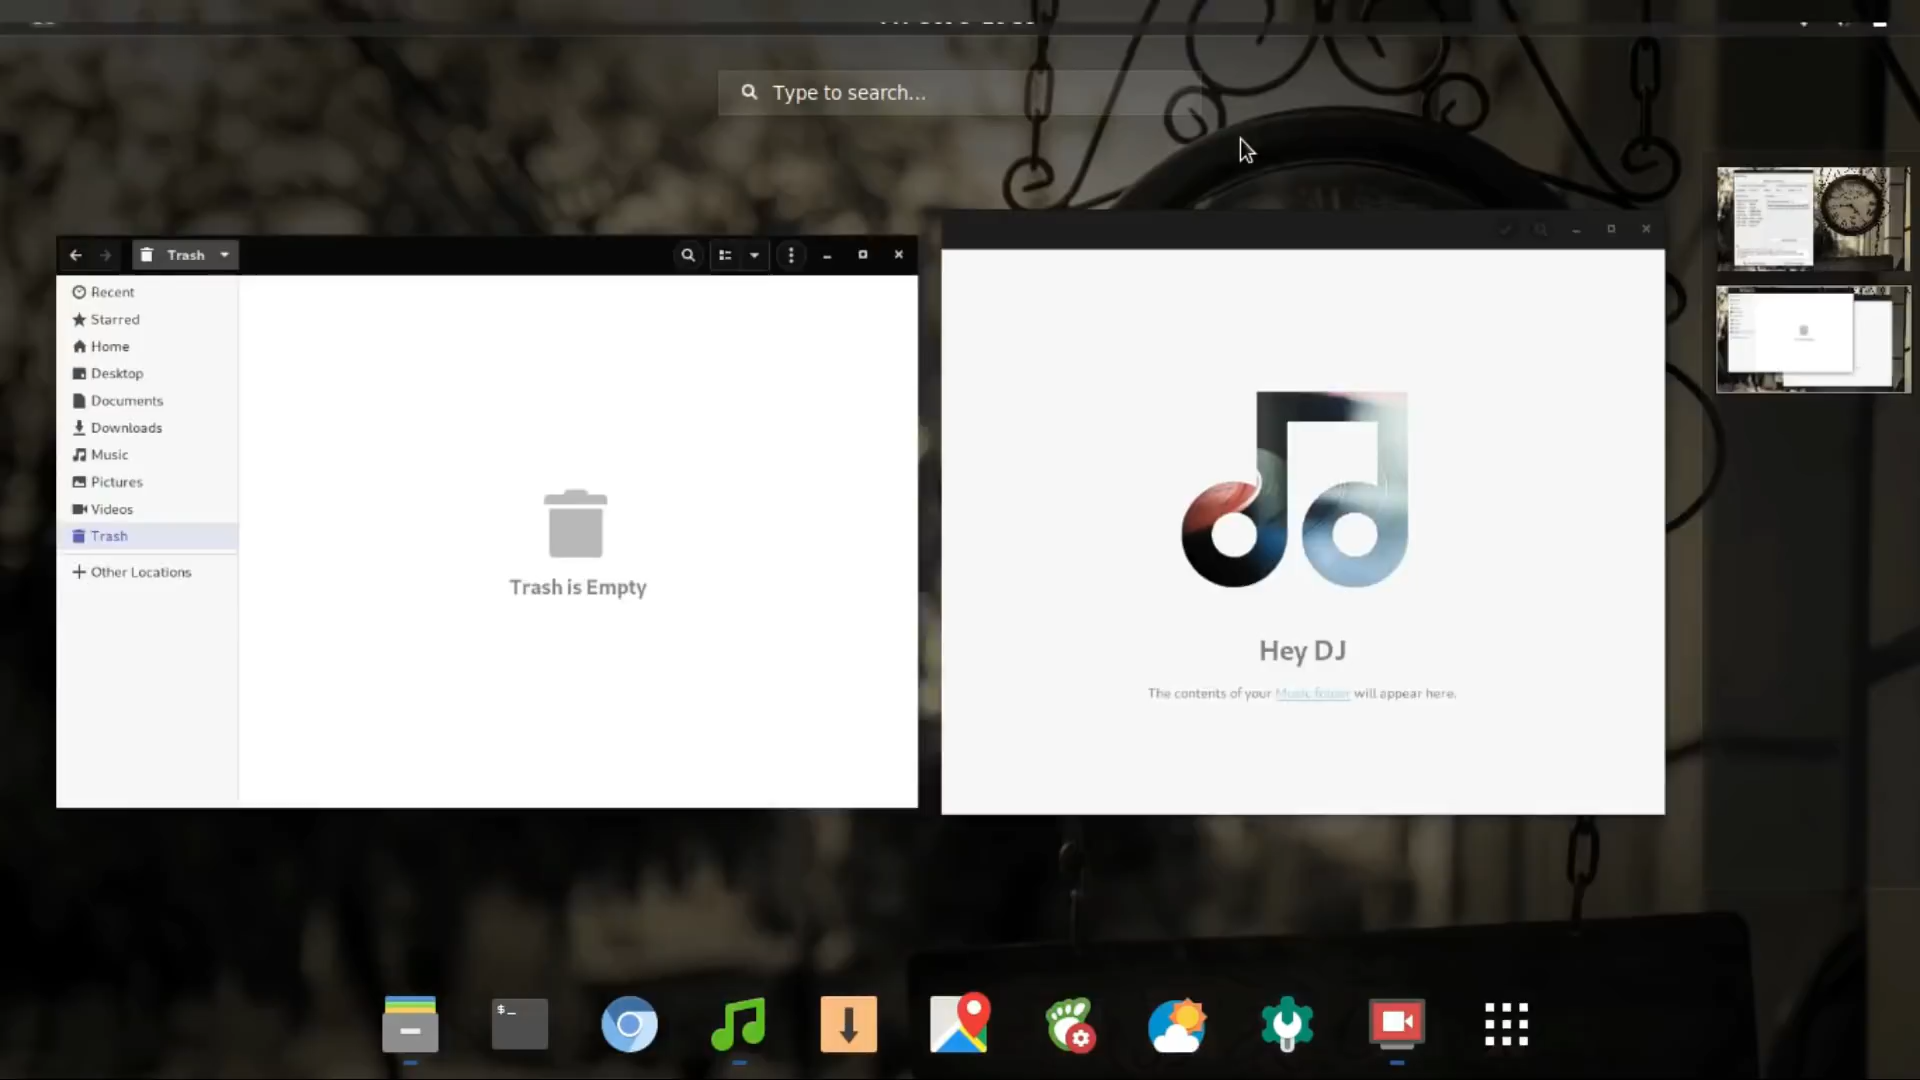 Type to search...
Trash
Recent
Starred
Home
Desktop
Documents
Downloads
Music
Pictures
Videos
Trash
Other Locations
Trash is Empty
Hey DJ
The contents of your Music folder will appear here.
$_